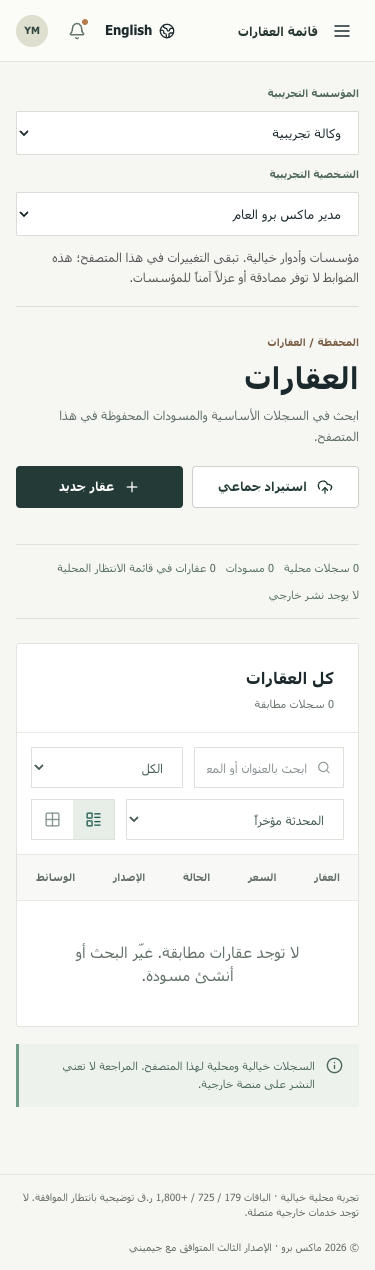 قائمة العقارات
English
YM
المؤسسة التجريبية
وكالة تجريبية
الشخصية التجريبية
مدير ماكس برو العام
مؤسسات وأدوار خيالية. تبقى التغييرات في هذا المتصفح؛ هذه
الضوابط لا توفر مصادقة أو عزلاً آمناً للمؤسسات.
المحفظة / العقارات
العقارات
ابحث في السجلات الأساسية والمسودات المحفوظة في هذا
المتصفح.
استيراد جماعي
عقار جديد
0 سجلات محلية 0 مسودات 0 عقارات في قائمة الانتظار المحلية
لا يوجد نشر خارجي
كل العقارات
0 سجلات مطابقة
ابحث بالعنوان أو المع
الكل
المحدثة مؤخراً
العقار السعر الحالة الإصدار الوسائط
لا توجد عقارات مطابقة. غيّر البحث أو
أنشئ مسودة.
السجلات خيالية ومحلية لهذا المتصفح. المراجعة لا تعني
النشر على منصة خارجية.
تجربة محلية خيالية · الباقات 179 / 725 / +1,800 ر.ق توضيحية بانتظار الموافقة. لا
توجد خدمات خارجية متصلة.
© 2026 ماكس برو · الإصدار الثالث المتوافق مع جيميني